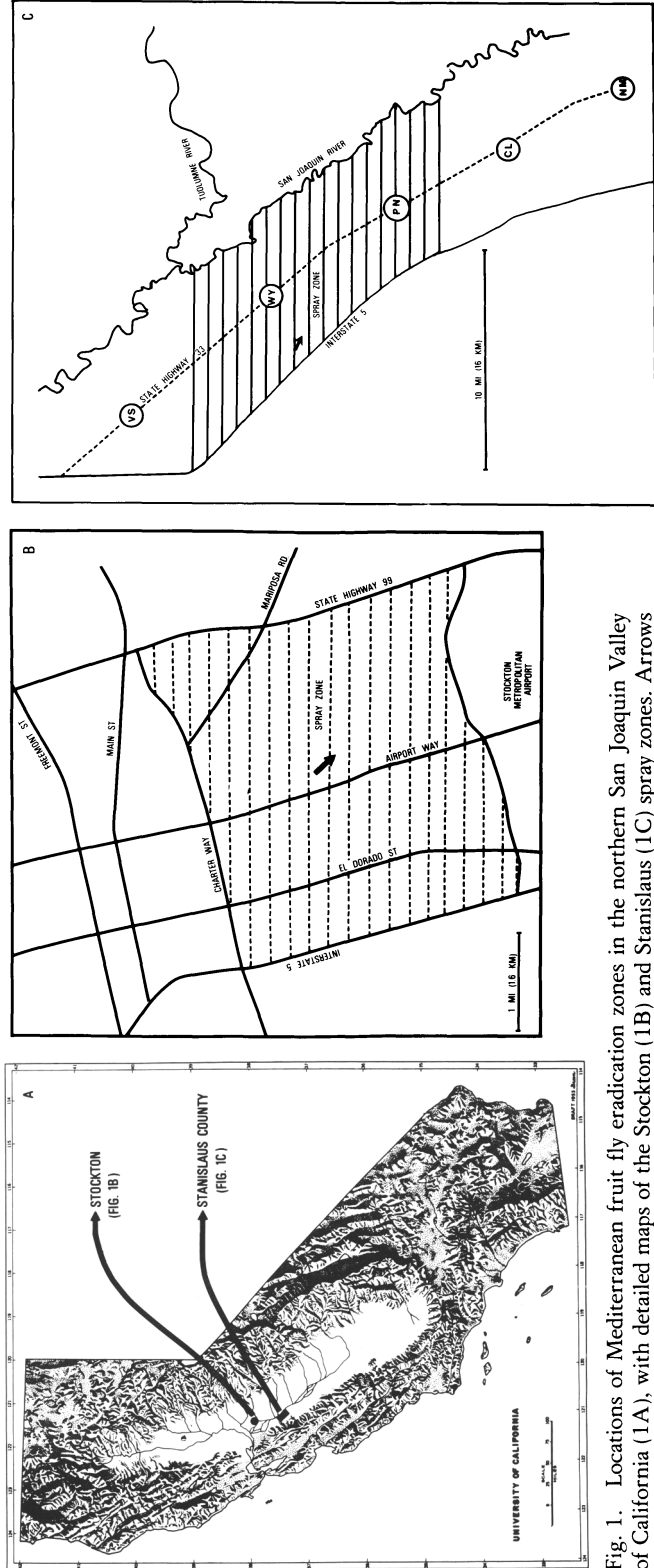 A
STOCKTON
(FIG. 1B)
STANISLAUS COUNTY
(FIG. 1C)
UNIVERSITY OF CALIFORNIA
SCALE
MILES
B
FREEMONT ST
MAIN ST
CHARTER WAY
MARIPOSA RD
STATE HIGHWAY 99
SPRAY ZONE
AIRPORT WAY
EL DORADO ST
INTERSTATE 5
STOCKTON
METROPOLITAN
AIRPORT
1 MI (1.6 KM)
C
TUOLUMNE RIVER
SAN JOAQUIN RIVER
STATE HIGHWAY 33
VS
WY
SPRAY ZONE
PN
CL
NM
INTERSTATE 5
10 MI (16 KM)
Fig. 1. Locations of Mediterranean fruit fly eradication zones in the northern San Joaquin Valley
of California (1A), with detailed maps of the Stockton (1B) and Stanislaus (1C) spray zones. Arrows